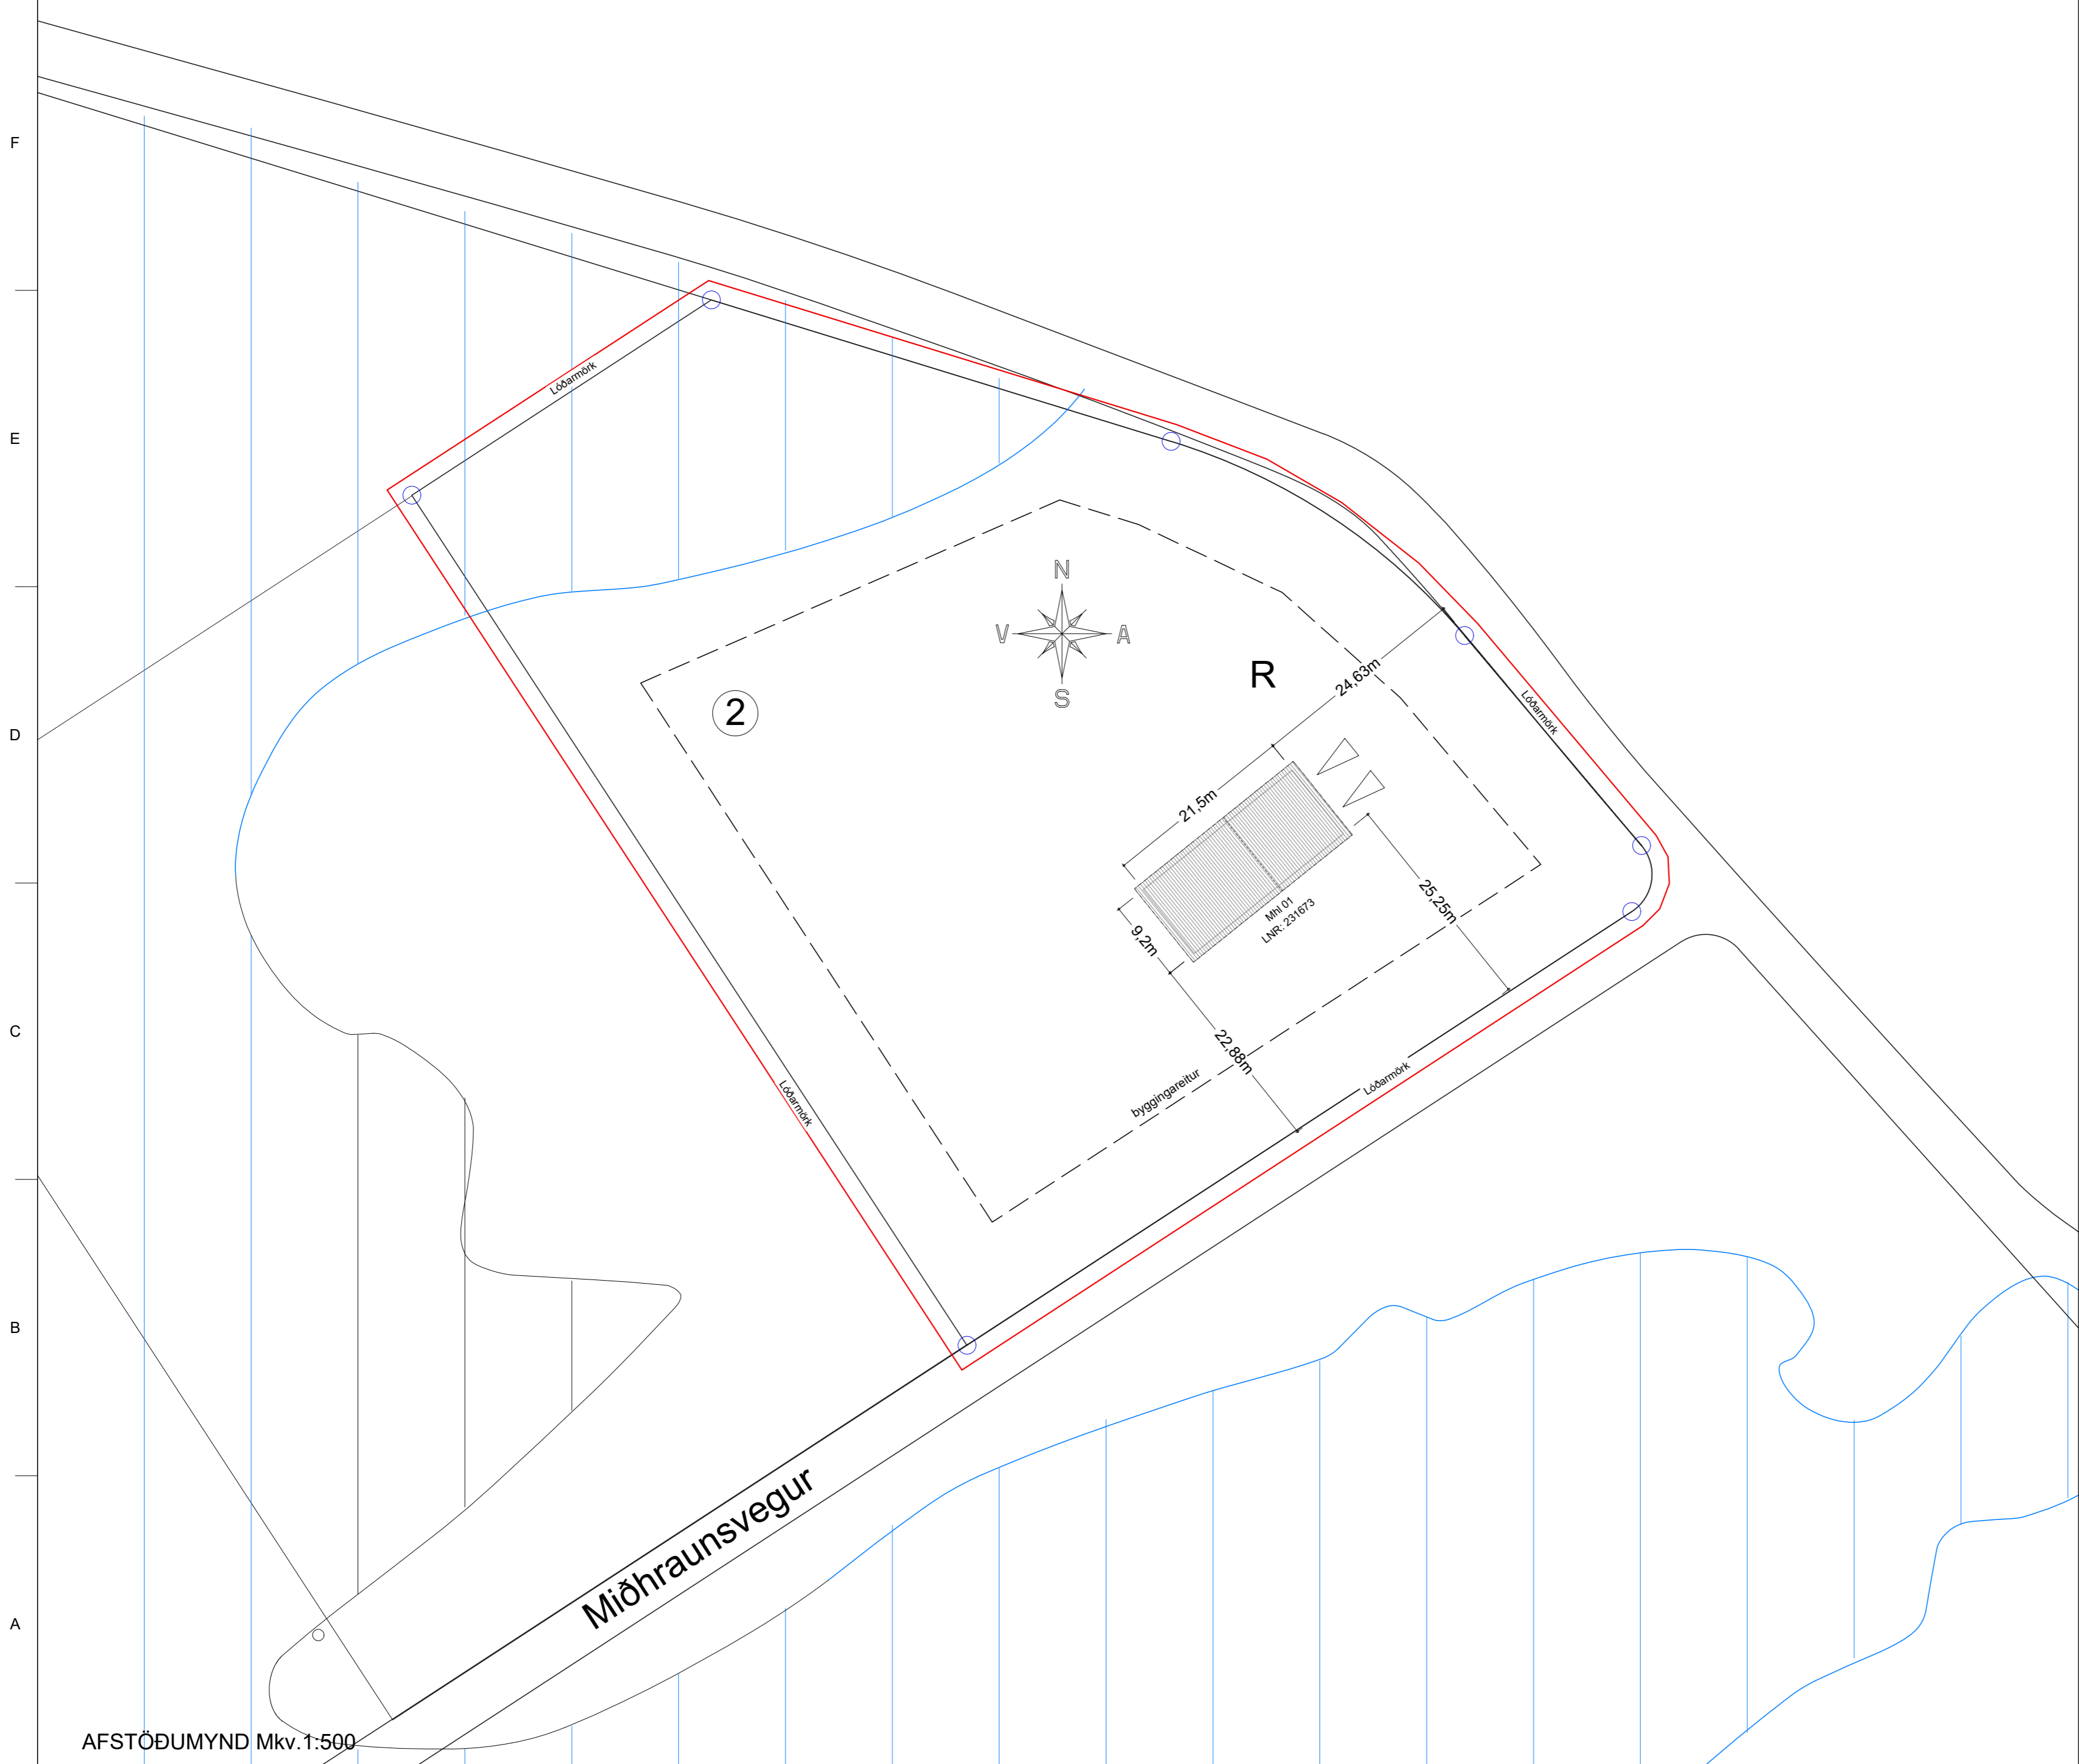 F
E
D
C
B
A
Lóðarmörk
N
V
A
S
2
R
24,63m
Lóðarmörk
21,5m
Mhl 01
LNR: 231673
25,25m
9,2m
22,88m
Lóðarmörk
byggingareitur
Lóðarmörk
Miðhraunsvegur
AFSTÖÐUMYND Mkv.1:500